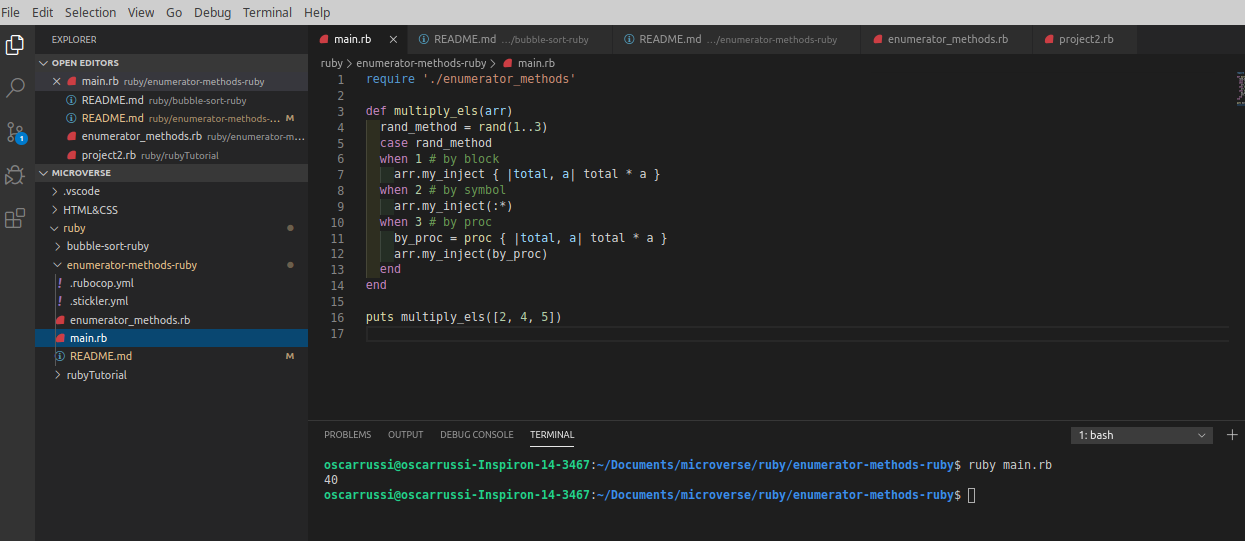 File Edit Selection View Go Debug Terminal Help
EXPLORER
OPEN EDITORS
main.rb ruby/enumerator-methods-ruby
README.md ruby/bubble-sort-ruby
README.md ruby/enumerator-methods-... M
enumerator_methods.rb ruby/enumerator-m...
project2.rb ruby/rubyTutorial
MICROVERSE
.vscode
HTML&CSS
ruby
bubble-sort-ruby
enumerator-methods-ruby
.rubocop.yml
.stickler.yml
enumerator_methods.rb
main.rb
README.md M
rubyTutorial
1
main.rb README.md .../bubble-sort-ruby README.md .../enumerator-methods-ruby enumerator_methods.rb project2.rb
ruby > enumerator-methods-ruby > main.rb
1 require './enumerator_methods'
2
3 def multiply_els(arr)
4 rand_method = rand(1..3)
5 case rand_method
6 when 1 # by block
7 arr.my_inject { |total, a| total * a }
8 when 2 # by symbol
9 arr.my_inject(:*)
10 when 3 # by proc
11 by_proc = proc { |total, a| total * a }
12 arr.my_inject(by_proc)
13 end
14 end
15
16 puts multiply_els([2, 4, 5])
17
PROBLEMS OUTPUT DEBUG CONSOLE TERMINAL 1: bash
oscarrussi@oscarrussi-Inspiron-14-3467:~/Documents/microverse/ruby/enumerator-methods-ruby$ ruby main.rb
40
oscarrussi@oscarrussi-Inspiron-14-3467:~/Documents/microverse/ruby/enumerator-methods-ruby$